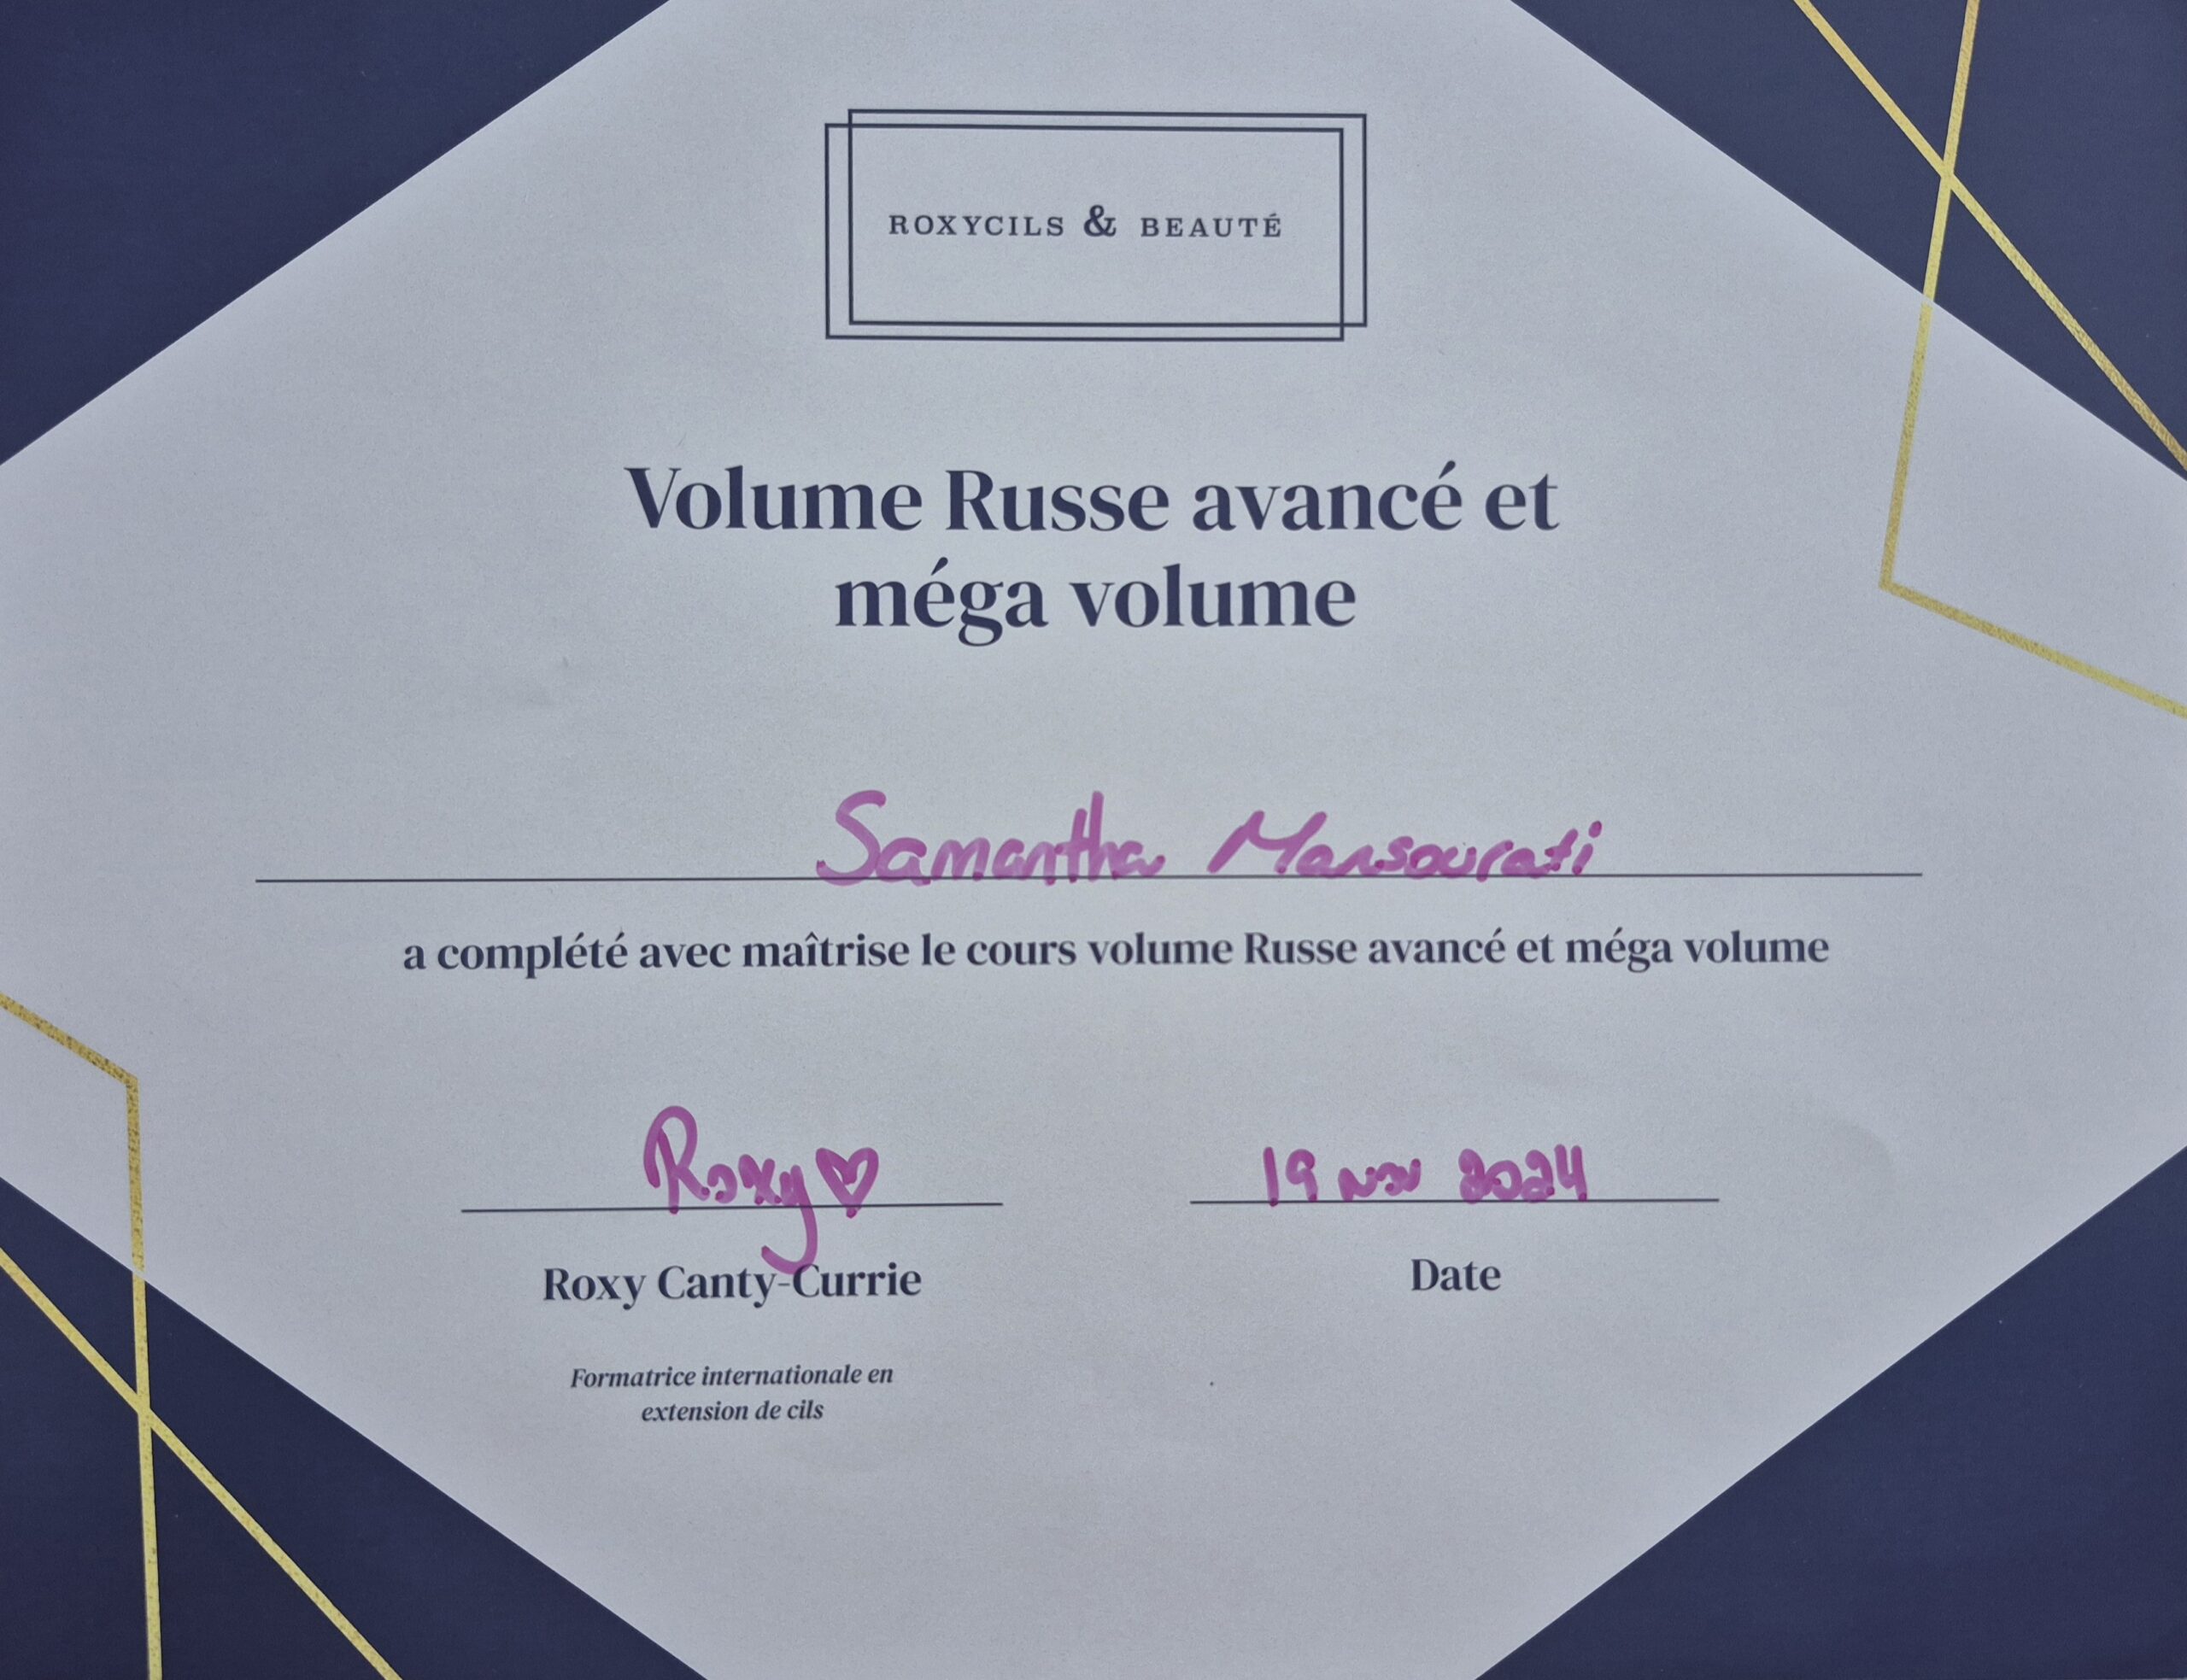 ROXYCILS & BEAUTÉ
Volume Russe avancé et
méga volume
Samantha Mansourati
a complété avec maîtrise le cours volume Russe avancé et méga volume
Roxy♡
19 nov 2024
Roxy Canty-Currie
Date
Formatrice internationale en
extension de cils